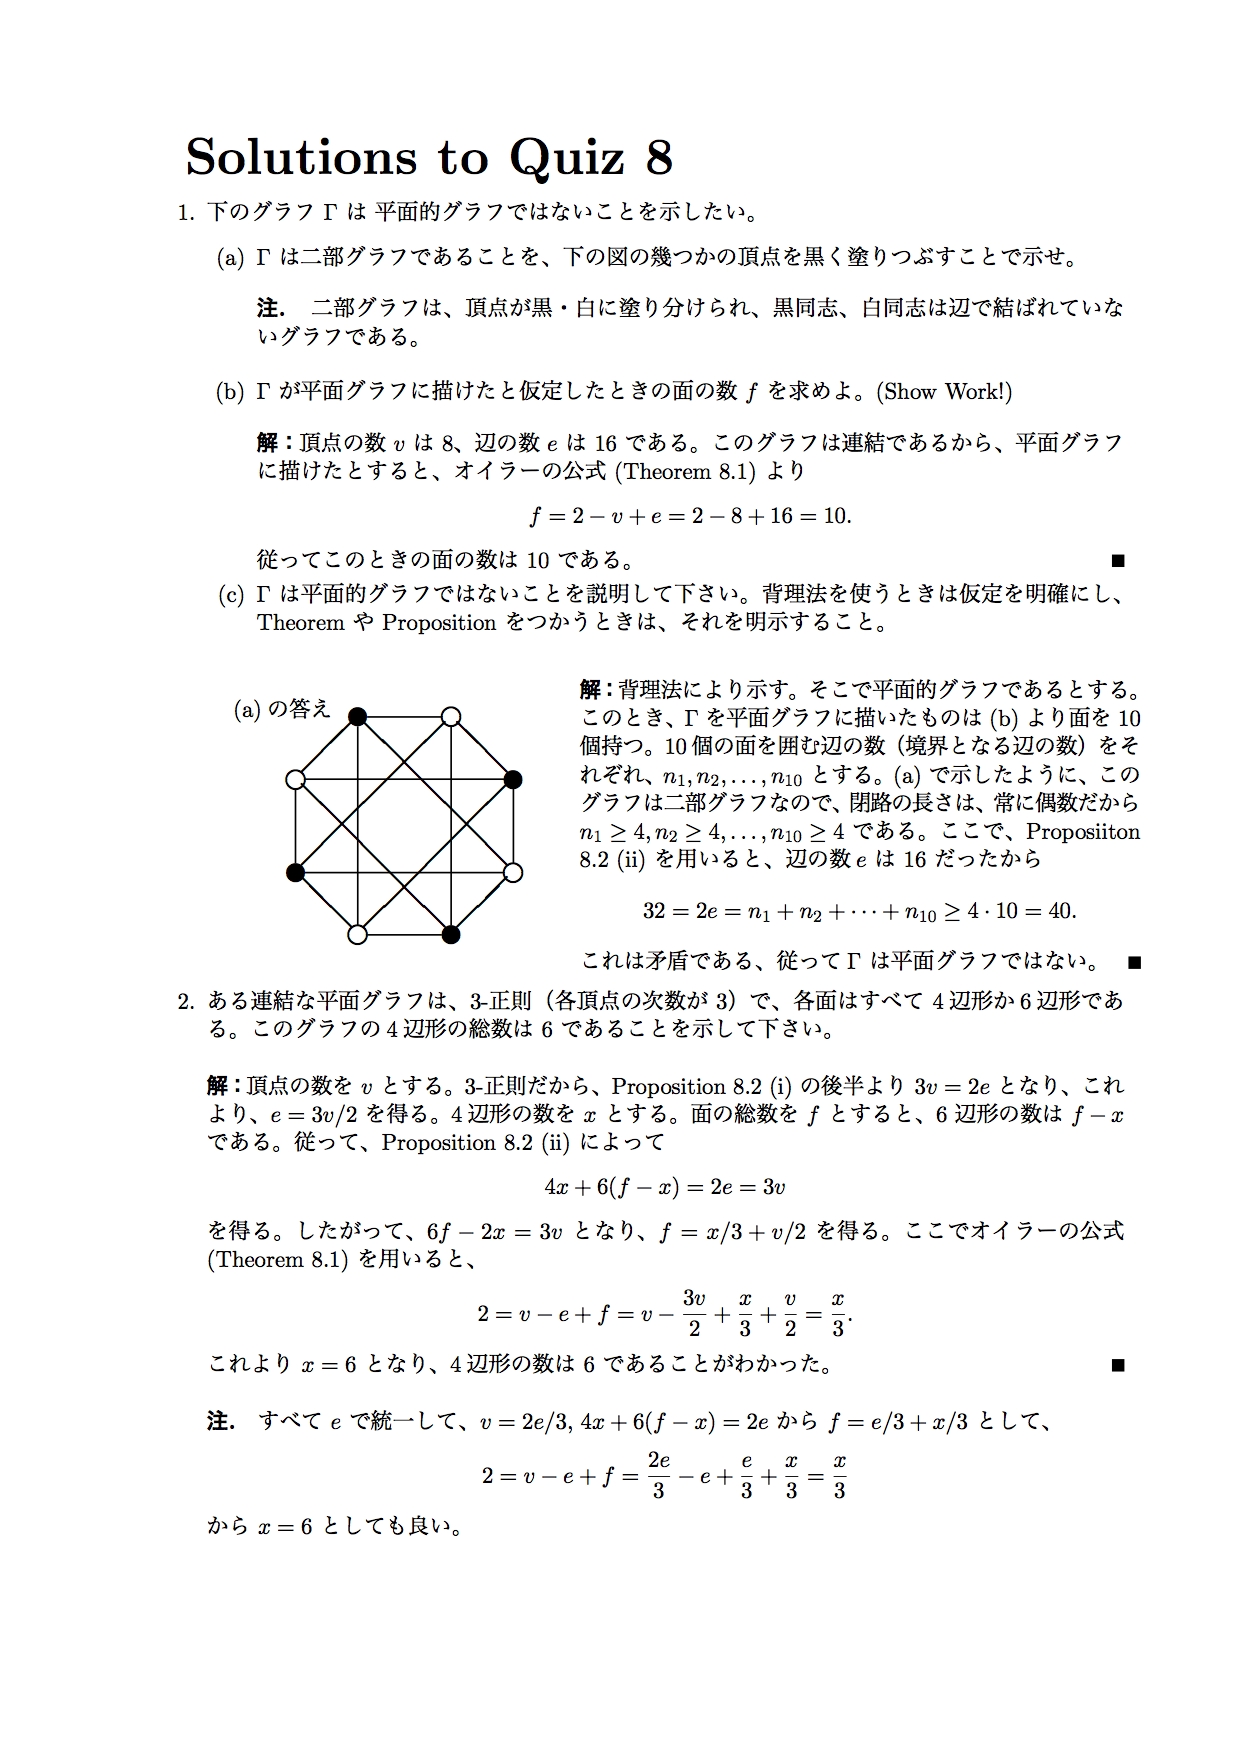 Solutions to Quiz 8
1. 下のグラフ Γ は 平面的グラフではないことを示したい。
(a) Γ は二部グラフであることを、下の図の幾つかの頂点を黒く塗りつぶすことで示せ。
注. 二部グラフは、頂点が黒・白に塗り分けられ、黒同志、白同志は辺で結ばれていな
いグラフである。
(b) Γ が平面グラフに描けたと仮定したときの面の数 f を求めよ。(Show Work!)
解：頂点の数 v は 8、辺の数 e は 16 である。このグラフは連結であるから、平面グラフ
に描けたとすると、オイラーの公式 (Theorem 8.1) より
f = 2 − v + e = 2 − 8 + 16 = 10.
従ってこのときの面の数は 10 である。 ■
(c) Γ は平面的グラフではないことを説明して下さい。背理法を使うときは仮定を明確にし、
Theorem や Proposition をつかうときは、それを明示すること。
(a) の答え
解：背理法により示す。そこで平面的グラフであるとする。
このとき、Γ を平面グラフに描いたものは (b) より面を 10
個持つ。10 個の面を囲む辺の数（境界となる辺の数）をそ
れぞれ、n₁, n₂, . . . , n₁₀ とする。(a) で示したように、この
グラフは二部グラフなので、閉路の長さは、常に偶数だから
n₁ ≥ 4, n₂ ≥ 4, . . . , n₁₀ ≥ 4 である。ここで、Proposiiton
8.2 (ii) を用いると、辺の数 e は 16 だったから
32 = 2e = n₁ + n₂ + · · · + n₁₀ ≥ 4 · 10 = 40.
これは矛盾である、従って Γ は平面グラフではない。 ■
2. ある連結な平面グラフは、3-正則（各頂点の次数が 3）で、各面はすべて 4 辺形か 6 辺形であ
る。このグラフの 4 辺形の総数は 6 であることを示して下さい。
解：頂点の数を v とする。3-正則だから、Proposition 8.2 (i) の後半より 3v = 2e となり、これ
より、e = 3v/2 を得る。4 辺形の数を x とする。面の総数を f とすると、6 辺形の数は f − x
である。従って、Proposition 8.2 (ii) によって
4x + 6(f − x) = 2e = 3v
を得る。したがって、6f − 2x = 3v となり、f = x/3 + v/2 を得る。ここでオイラーの公式
(Theorem 8.1) を用いると、
2 = v − e + f = v − 3v/2 + x/3 + v/2 = x/3.
これより x = 6 となり、4 辺形の数は 6 であることがわかった。 ■
注. すべて e で統一して、v = 2e/3, 4x + 6(f − x) = 2e から f = e/3 + x/3 として、
2 = v − e + f = 2e/3 − e + e/3 + x/3 = x/3
から x = 6 としても良い。